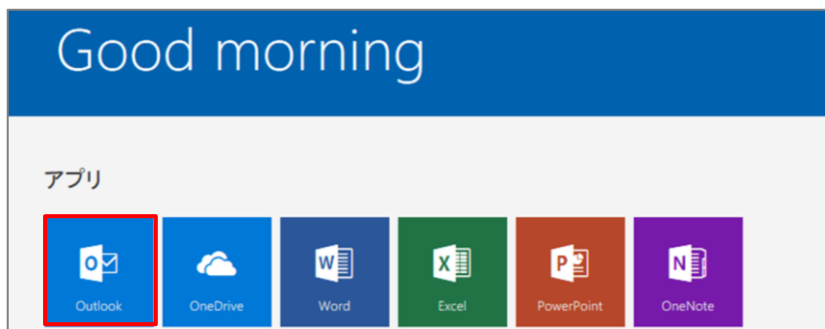 Good morning
アプリ
Outlook OneDrive Word Excel PowerPoint OneNote